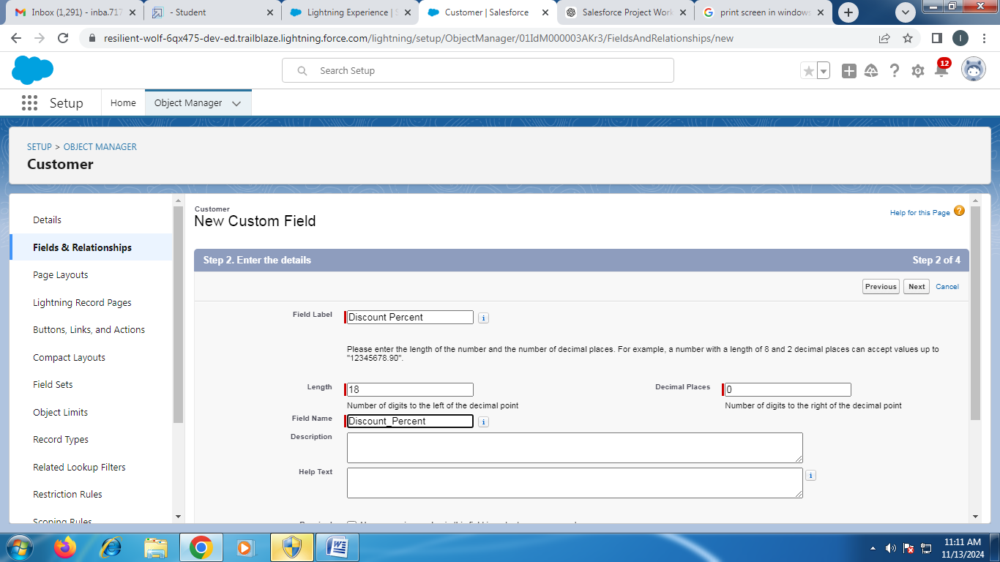 Inbox (1,291) - inba.717
- Student
Lightning Experience | S
Customer | Salesforce
Salesforce Project Work
print screen in windows
resilient-wolf-6qx475-dev-ed.trailblaze.lightning.force.com/lightning/setup/ObjectManager/01IdM000003AKr3/FieldsAndRelationships/new
I
Search Setup
12
Setup
Home
Object Manager
SETUP > OBJECT MANAGER
Customer
Details
Fields & Relationships
Page Layouts
Lightning Record Pages
Buttons, Links, and Actions
Compact Layouts
Field Sets
Object Limits
Record Types
Related Lookup Filters
Restriction Rules
Scoping Rules
Customer
New Custom Field
Help for this Page
Step 2. Enter the details
Step 2 of 4
Previous
Next
Cancel
Field Label
Discount Percent
Please enter the length of the number and the number of decimal places. For example, a number with a length of 8 and 2 decimal places can accept values up to
"12345678.90".
Length
18
Decimal Places
0
Number of digits to the left of the decimal point
Number of digits to the right of the decimal point
Field Name
Discount_Percent
Description
Help Text
11:11 AM
11/13/2024